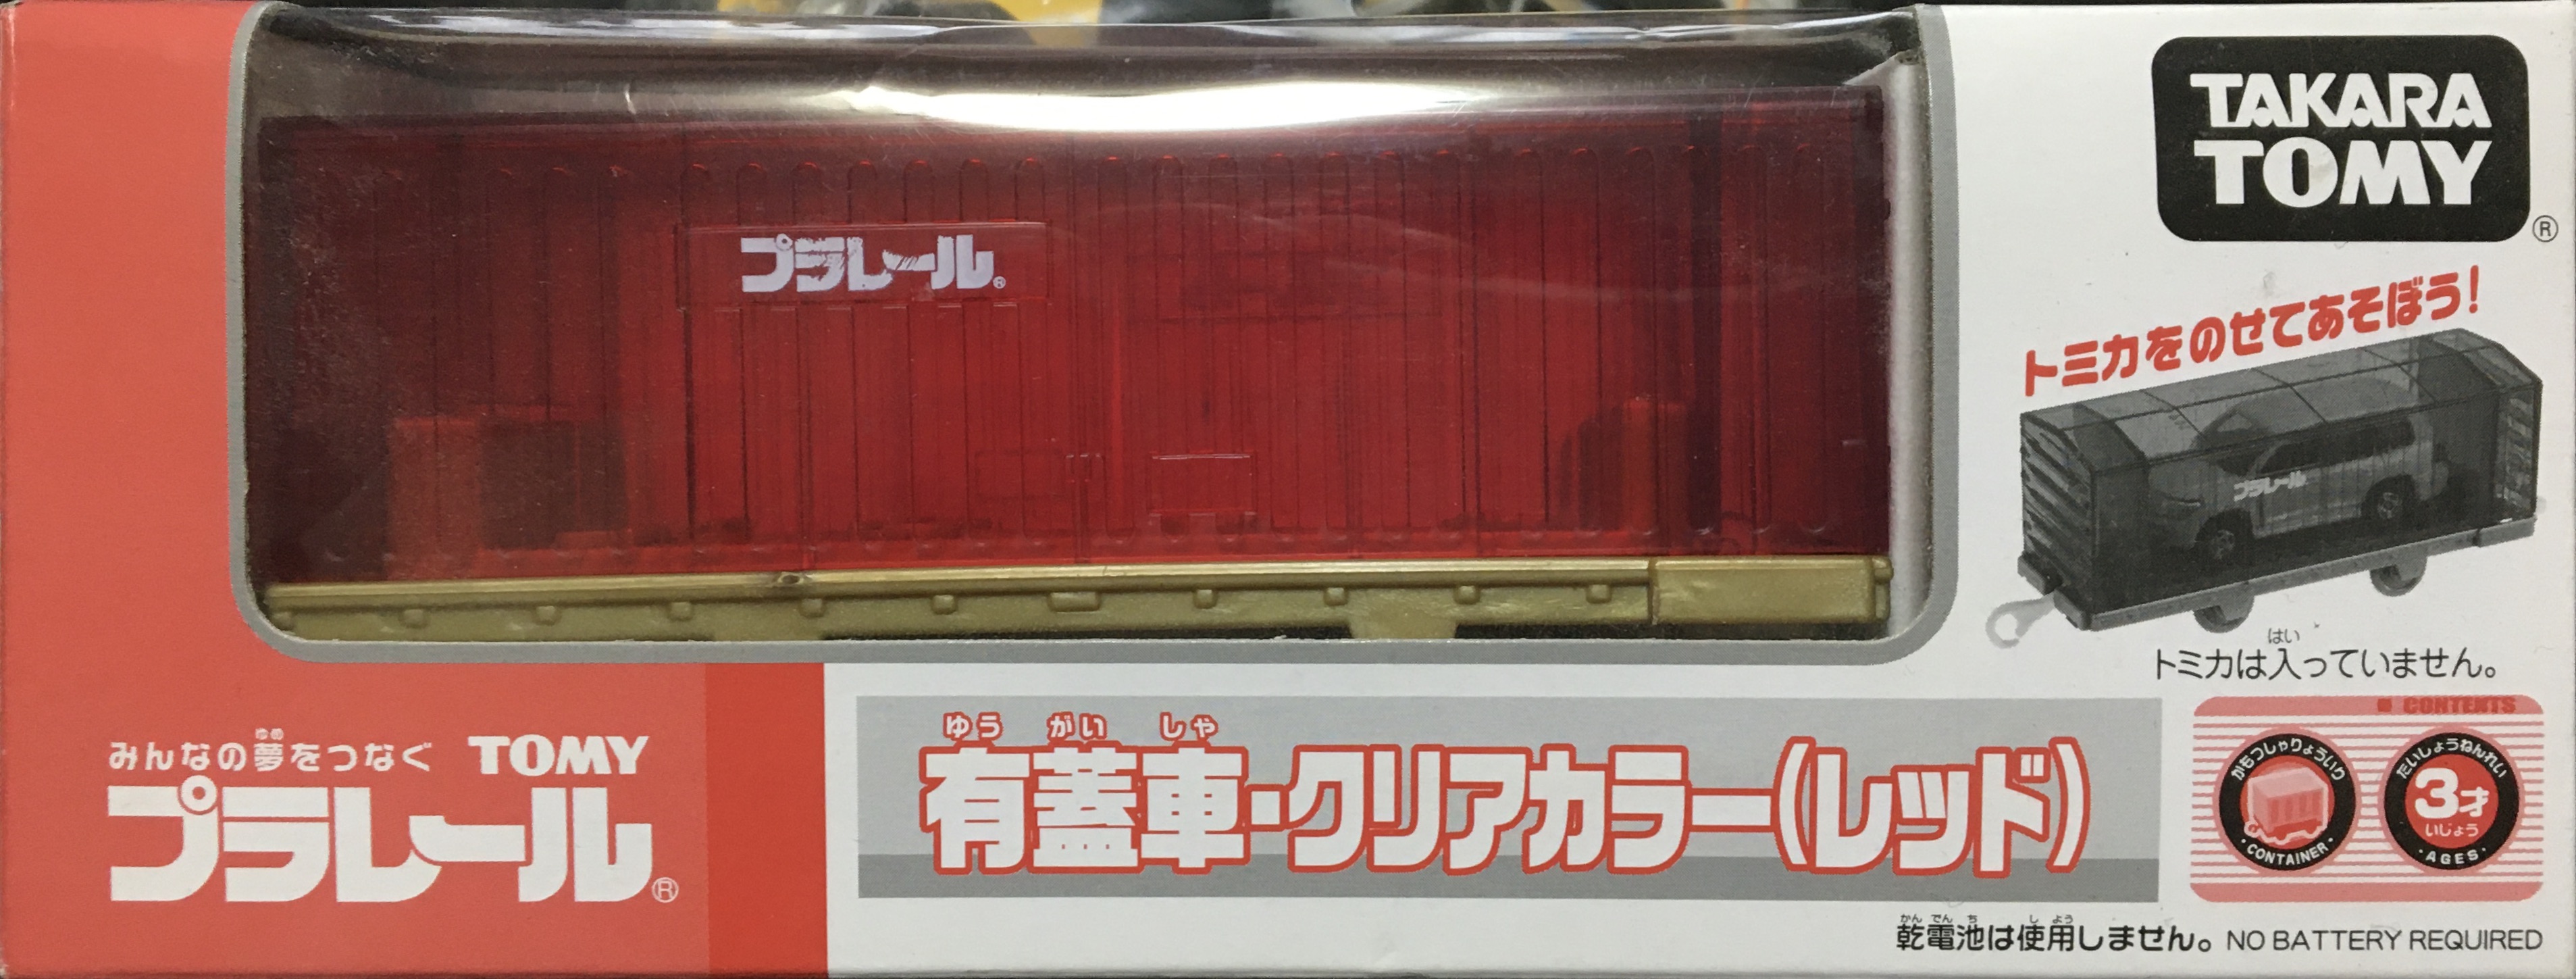 TAKARA
TOMY
®
プラレール®
トミカをのせてあそぼう!
プラレール
はい
トミカは入っていません。
ゆめ
みんなの夢をつなぐ TOMY
プラレール®
ゆう がい しゃ
有蓋車・クリアカラー(レッド)
■ CONTENTS
かもつしゃりょういり
・CONTAINER・
たいしょうねんれい
3才
いじょう
・AGES・
かん でん ち し よう
乾電池は使用しません。 NO BATTERY REQUIRED